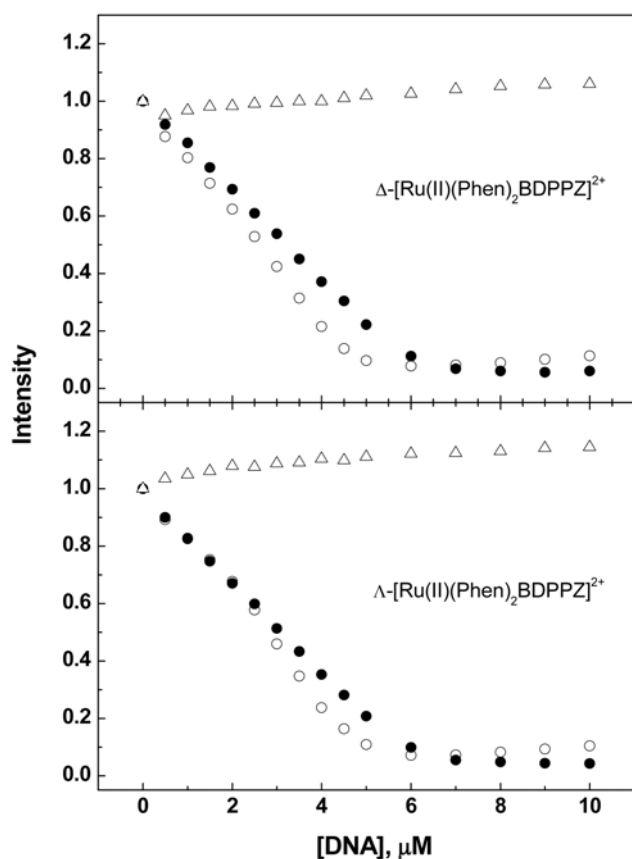 1.2
1.0
0.8
0.6
0.4
0.2
0.0
Δ-[Ru(II)(Phen)₂BDPPZ]²⁺
Intensity
1.2
1.0
0.8
0.6
0.4
0.2
0.0
Λ-[Ru(II)(Phen)₂BDPPZ]²⁺
0 2 4 6 8 10
[DNA], μM